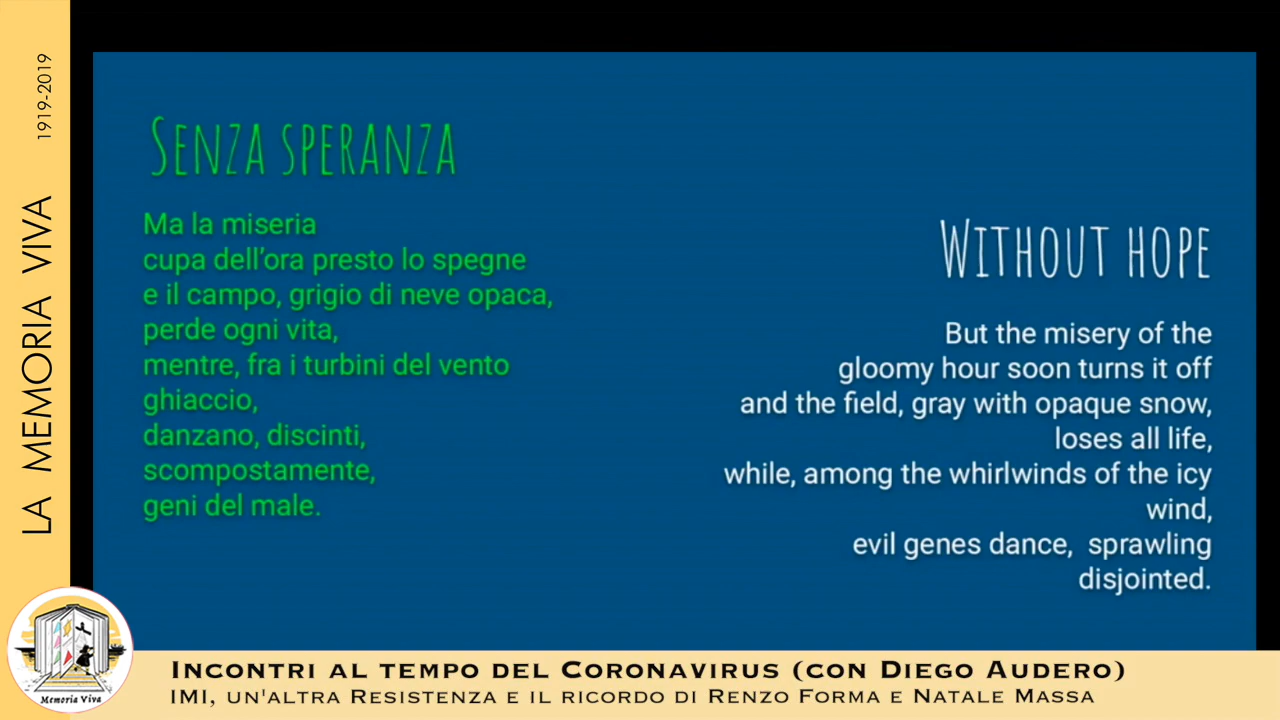 1919-2019
LA MEMORIA VIVA
Senza speranza
Ma la miseria
cupa dell'ora presto lo spegne
e il campo, grigio di neve opaca,
perde ogni vita,
mentre, fra i turbini del vento
ghiaccio,
danzano, discinti,
scompostamente,
geni del male.
Without hope
But the misery of the
gloomy hour soon turns it off
and the field, gray with opaque snow,
loses all life,
while, among the whirlwinds of the icy
wind,
evil genes dance, sprawling
disjointed.
Memoria Viva
Incontri al tempo del Coronavirus (con Diego Audero)
IMI, un'altra Resistenza e il ricordo di Renzo Forma e Natale Massa